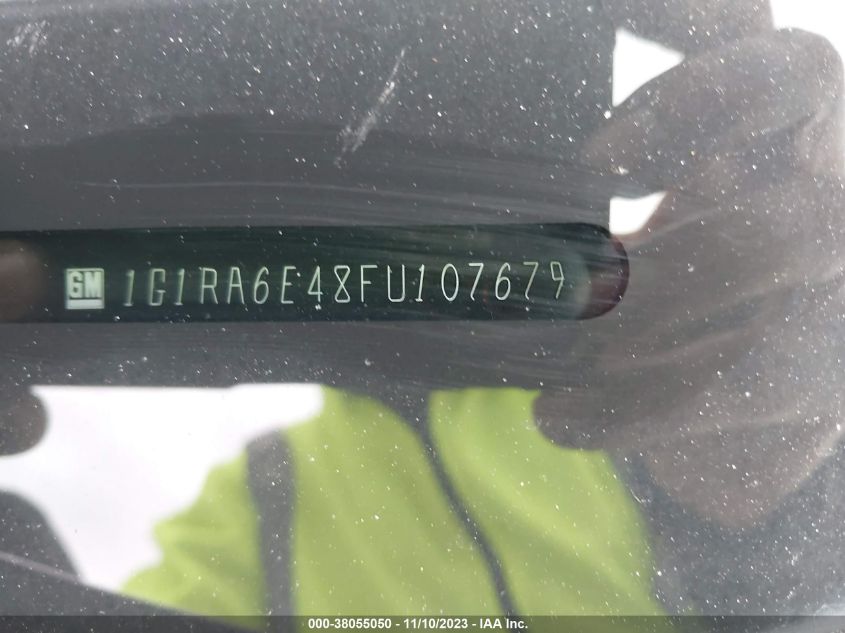 GM 1G1RA6E48FU107679
000-38055050 - 11/10/2023 - IAA Inc.